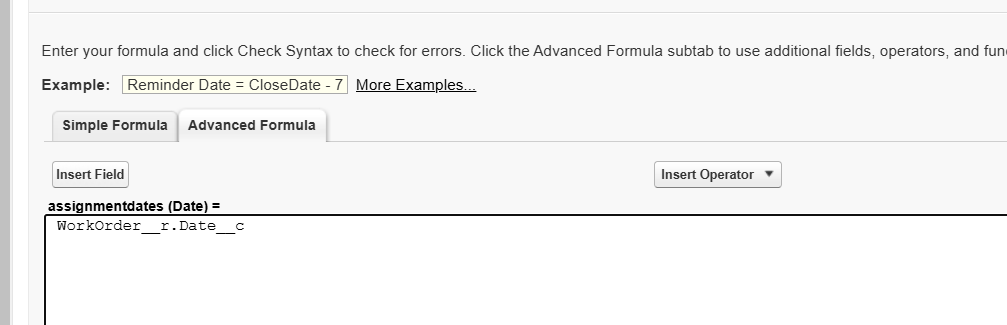 Enter your formula and click Check Syntax to check for errors. Click the Advanced Formula subtab to use additional fields, operators, and
Example: Reminder Date = CloseDate - 7 More Examples...
Simple Formula Advanced Formula
Insert Field Insert Operator
assignmentdates (Date) =
WorkOrder__r.Date__c